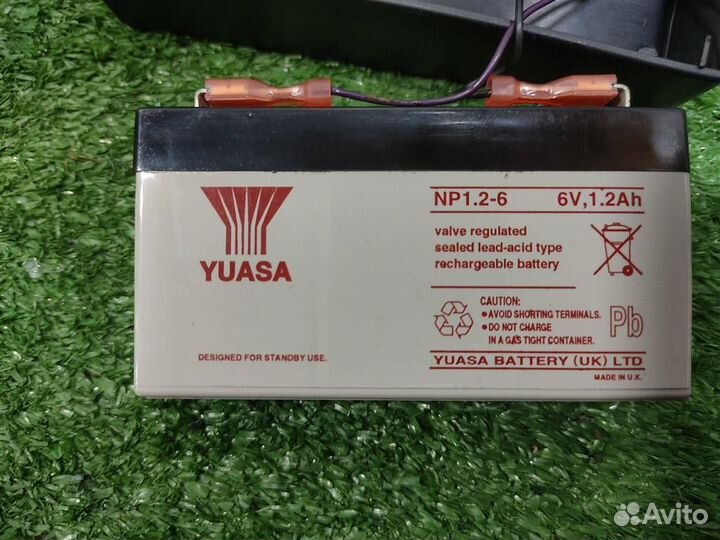 YUASA
DESIGNED FOR STANDBY USE.
NP1.2-6 6V,1.2Ah
valve regulated
sealed lead-acid type
rechargeable battery
CAUTION:
• AVOID SHORTING TERMINALS.
• DO NOT CHARGE
IN A GAS TIGHT CONTAINER.
Pb
YUASA BATTERY (UK) LTD
MADE IN U.K.
Avito